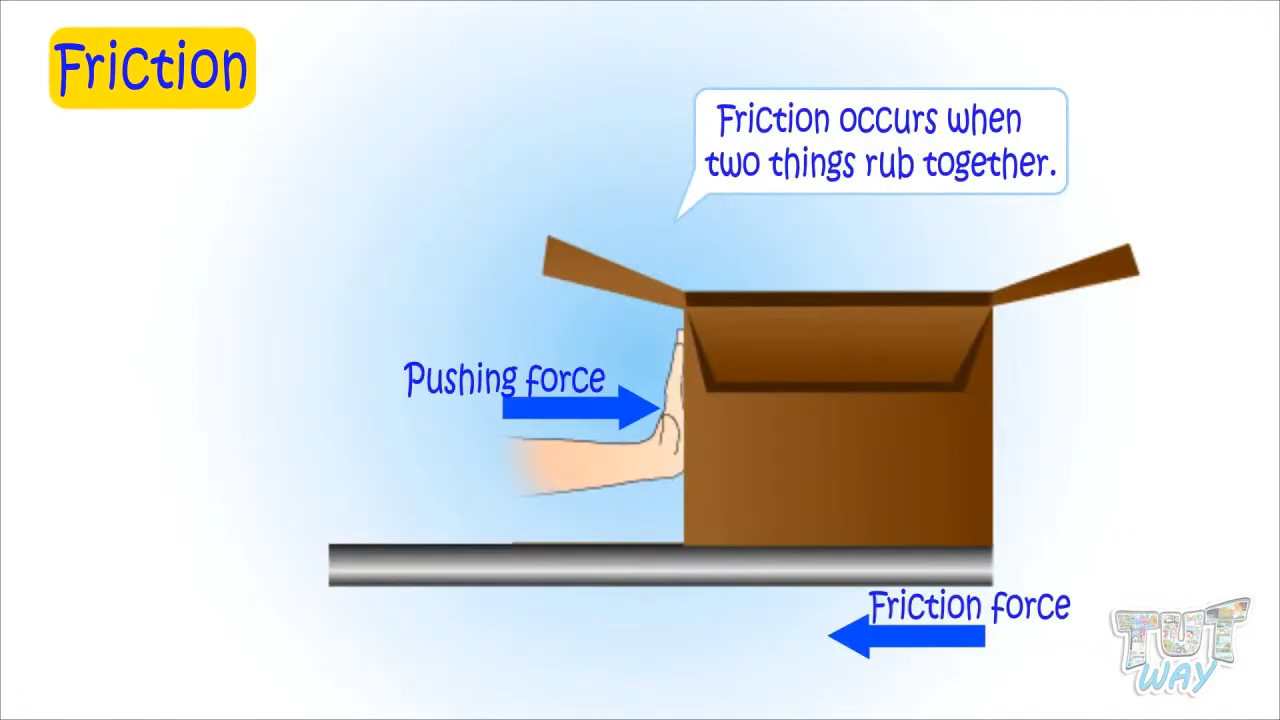 Friction
Friction occurs when
two things rub together.
Pushing force
Friction force
TUT
WAY